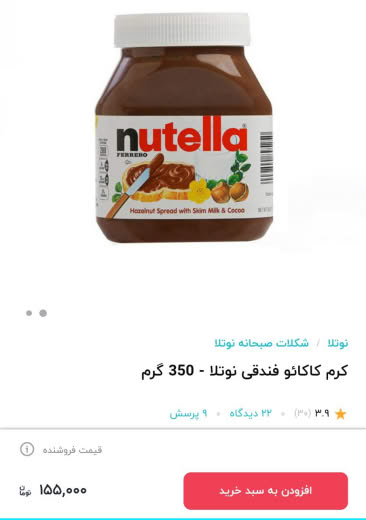 nutella
FERRERO
Hazelnut Spread with Skim Milk & Cocoa
نوتلا / شکلات صبحانه نوتلا
کرم کاکائو فندقی نوتلا - 350 گرم
۳.۹ (۳۰) ۲۲ دیدگاه ۹ پرسش
قیمت فروشنده
افزودن به سبد خرید
۱۵۵,۰۰۰ تومان